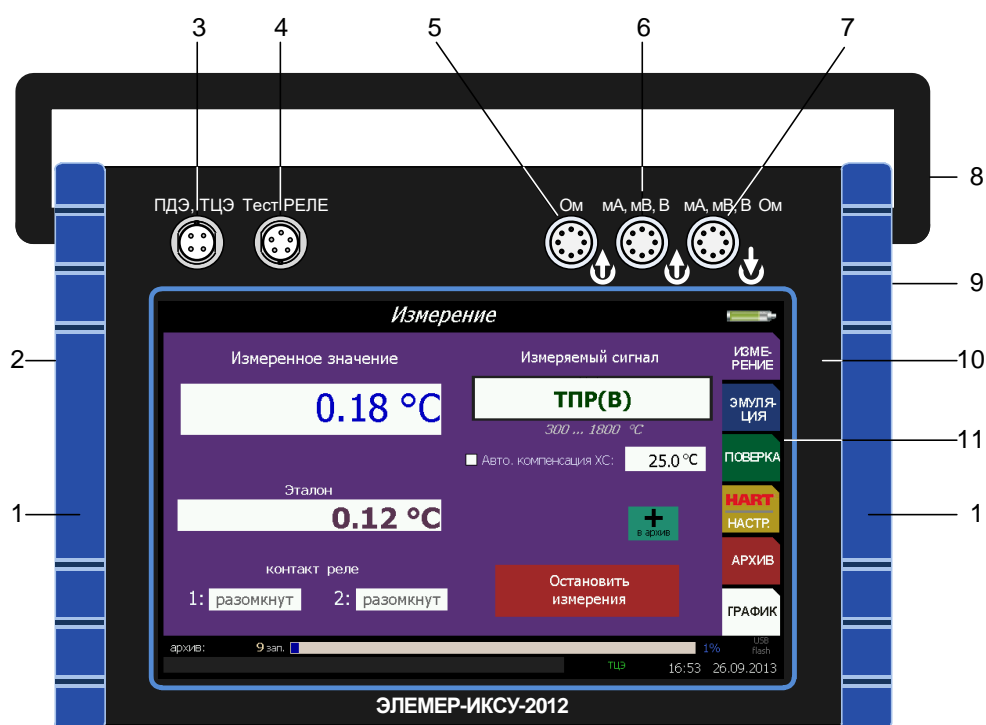 3 4 5 6 7
8
ПДЭ, ТЦЭ Тест РЕЛЕ Ом мА, мВ, В мА, мВ, В Ом
9
Измерение
2
10
Измеренное значение
Измеряемый сигнал
ИЗМЕ-
РЕНИЕ
0.18 °C
ТПР(В)
300 ... 1800 °C
ЭМУЛЯ-
ЦИЯ
11
Авто. компенсация ХС: 25.0 °C
ПОВЕРКА
Эталон
0.12 °C
+
в архив
HART
НАСТР.
1
1
контакт реле
1: разомкнут 2: разомкнут
Остановить
измерения
АРХИВ
ГРАФИК
архив: 9 зап. 1% USB
flash
ТЦЭ 16:53 26.09.2013
ЭЛЕМЕР-ИКСУ-2012